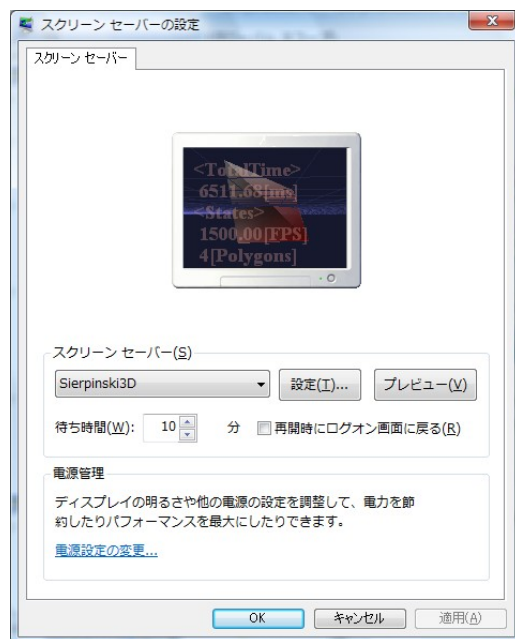 スクリーン セーバーの設定
スクリーン セーバー
<TotalTime>
6511.68[ms]
<States>
1500.00[FPS]
4[Polygons]
スクリーン セーバー(S)
Sierpinski3D 設定(T)... プレビュー(V)
待ち時間(W): 10 分 再開時にログオン画面に戻る(R)
電源管理
ディスプレイの明るさや他の電源の設定を調整して、電力を節
約したりパフォーマンスを最大にしたりできます。
電源設定の変更...
OK キャンセル 適用(A)